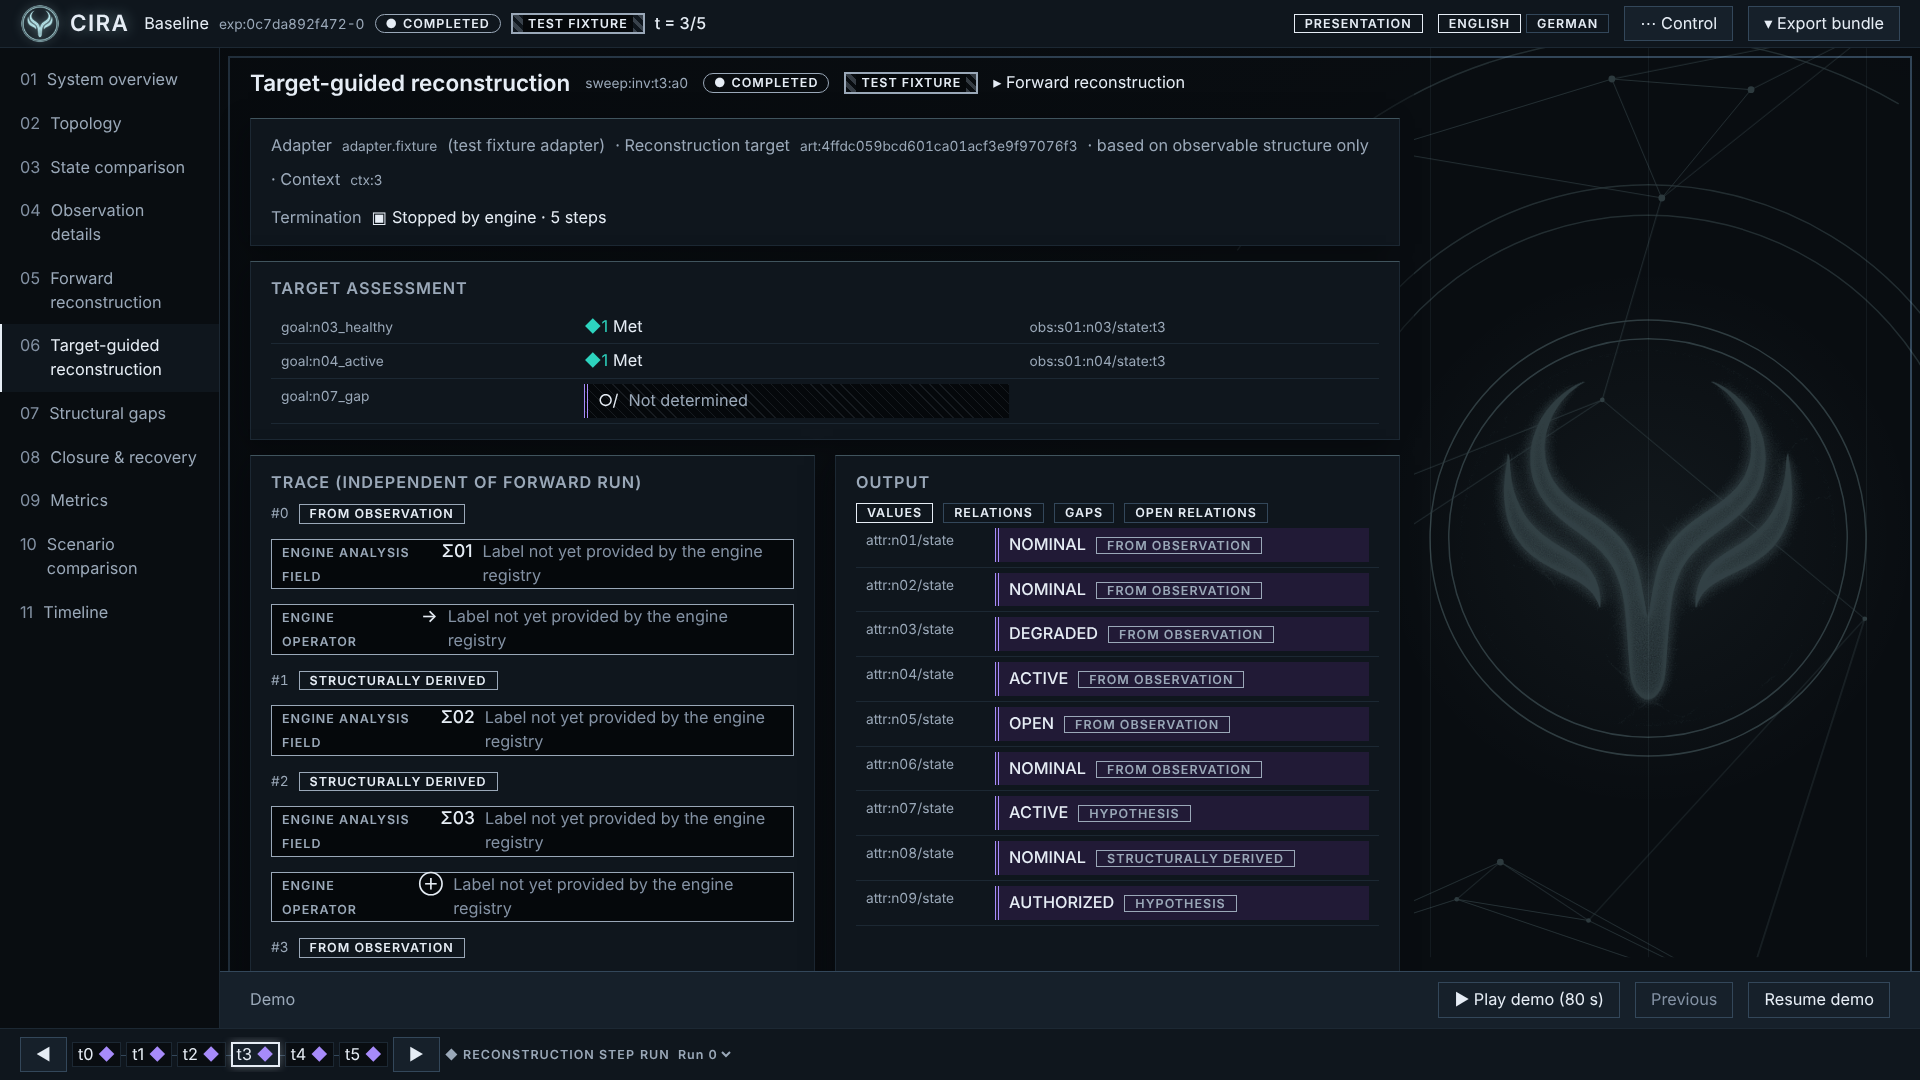 CIRA Baseline exp:0c7da892f472-0 COMPLETED TEST FIXTURE t = 3/5 PRESENTATION ENGLISH GERMAN ··· Control ▾ Export bundle
01 System overview
02 Topology
03 State comparison
04 Observation
details
05 Forward
reconstruction
06 Target-guided
reconstruction
07 Structural gaps
08 Closure & recovery
09 Metrics
10 Scenario
comparison
11 Timeline
Target-guided reconstruction sweep:inv:t3:a0 COMPLETED TEST FIXTURE ▸ Forward reconstruction
Adapter adapter.fixture (test fixture adapter) · Reconstruction target art:4ffdc059bcd601ca01acf3e9f97076f3 · based on observable structure only
· Context ctx:3
Termination ▣ Stopped by engine · 5 steps
TARGET ASSESSMENT
goal:n03_healthy ◆1 Met obs:s01:n03/state:t3
goal:n04_active ◆1 Met obs:s01:n04/state:t3
goal:n07_gap O/ Not determined
TRACE (INDEPENDENT OF FORWARD RUN)
#0 FROM OBSERVATION
ENGINE ANALYSIS FIELD Σ01 Label not yet provided by the engine registry
ENGINE OPERATOR → Label not yet provided by the engine registry
#1 STRUCTURALLY DERIVED
ENGINE ANALYSIS FIELD Σ02 Label not yet provided by the engine registry
#2 STRUCTURALLY DERIVED
ENGINE ANALYSIS FIELD Σ03 Label not yet provided by the engine registry
ENGINE OPERATOR ⊕ Label not yet provided by the engine registry
#3 FROM OBSERVATION
OUTPUT
VALUES RELATIONS GAPS OPEN RELATIONS
attr:n01/state NOMINAL FROM OBSERVATION
attr:n02/state NOMINAL FROM OBSERVATION
attr:n03/state DEGRADED FROM OBSERVATION
attr:n04/state ACTIVE FROM OBSERVATION
attr:n05/state OPEN FROM OBSERVATION
attr:n06/state NOMINAL FROM OBSERVATION
attr:n07/state ACTIVE HYPOTHESIS
attr:n08/state NOMINAL STRUCTURALLY DERIVED
attr:n09/state AUTHORIZED HYPOTHESIS
Demo ▶ Play demo (80 s) Previous Resume demo
◀ t0 ◆ t1 ◆ t2 ◆ t3 ◆ t4 ◆ t5 ◆ ▶ ◆ RECONSTRUCTION STEP RUN Run 0